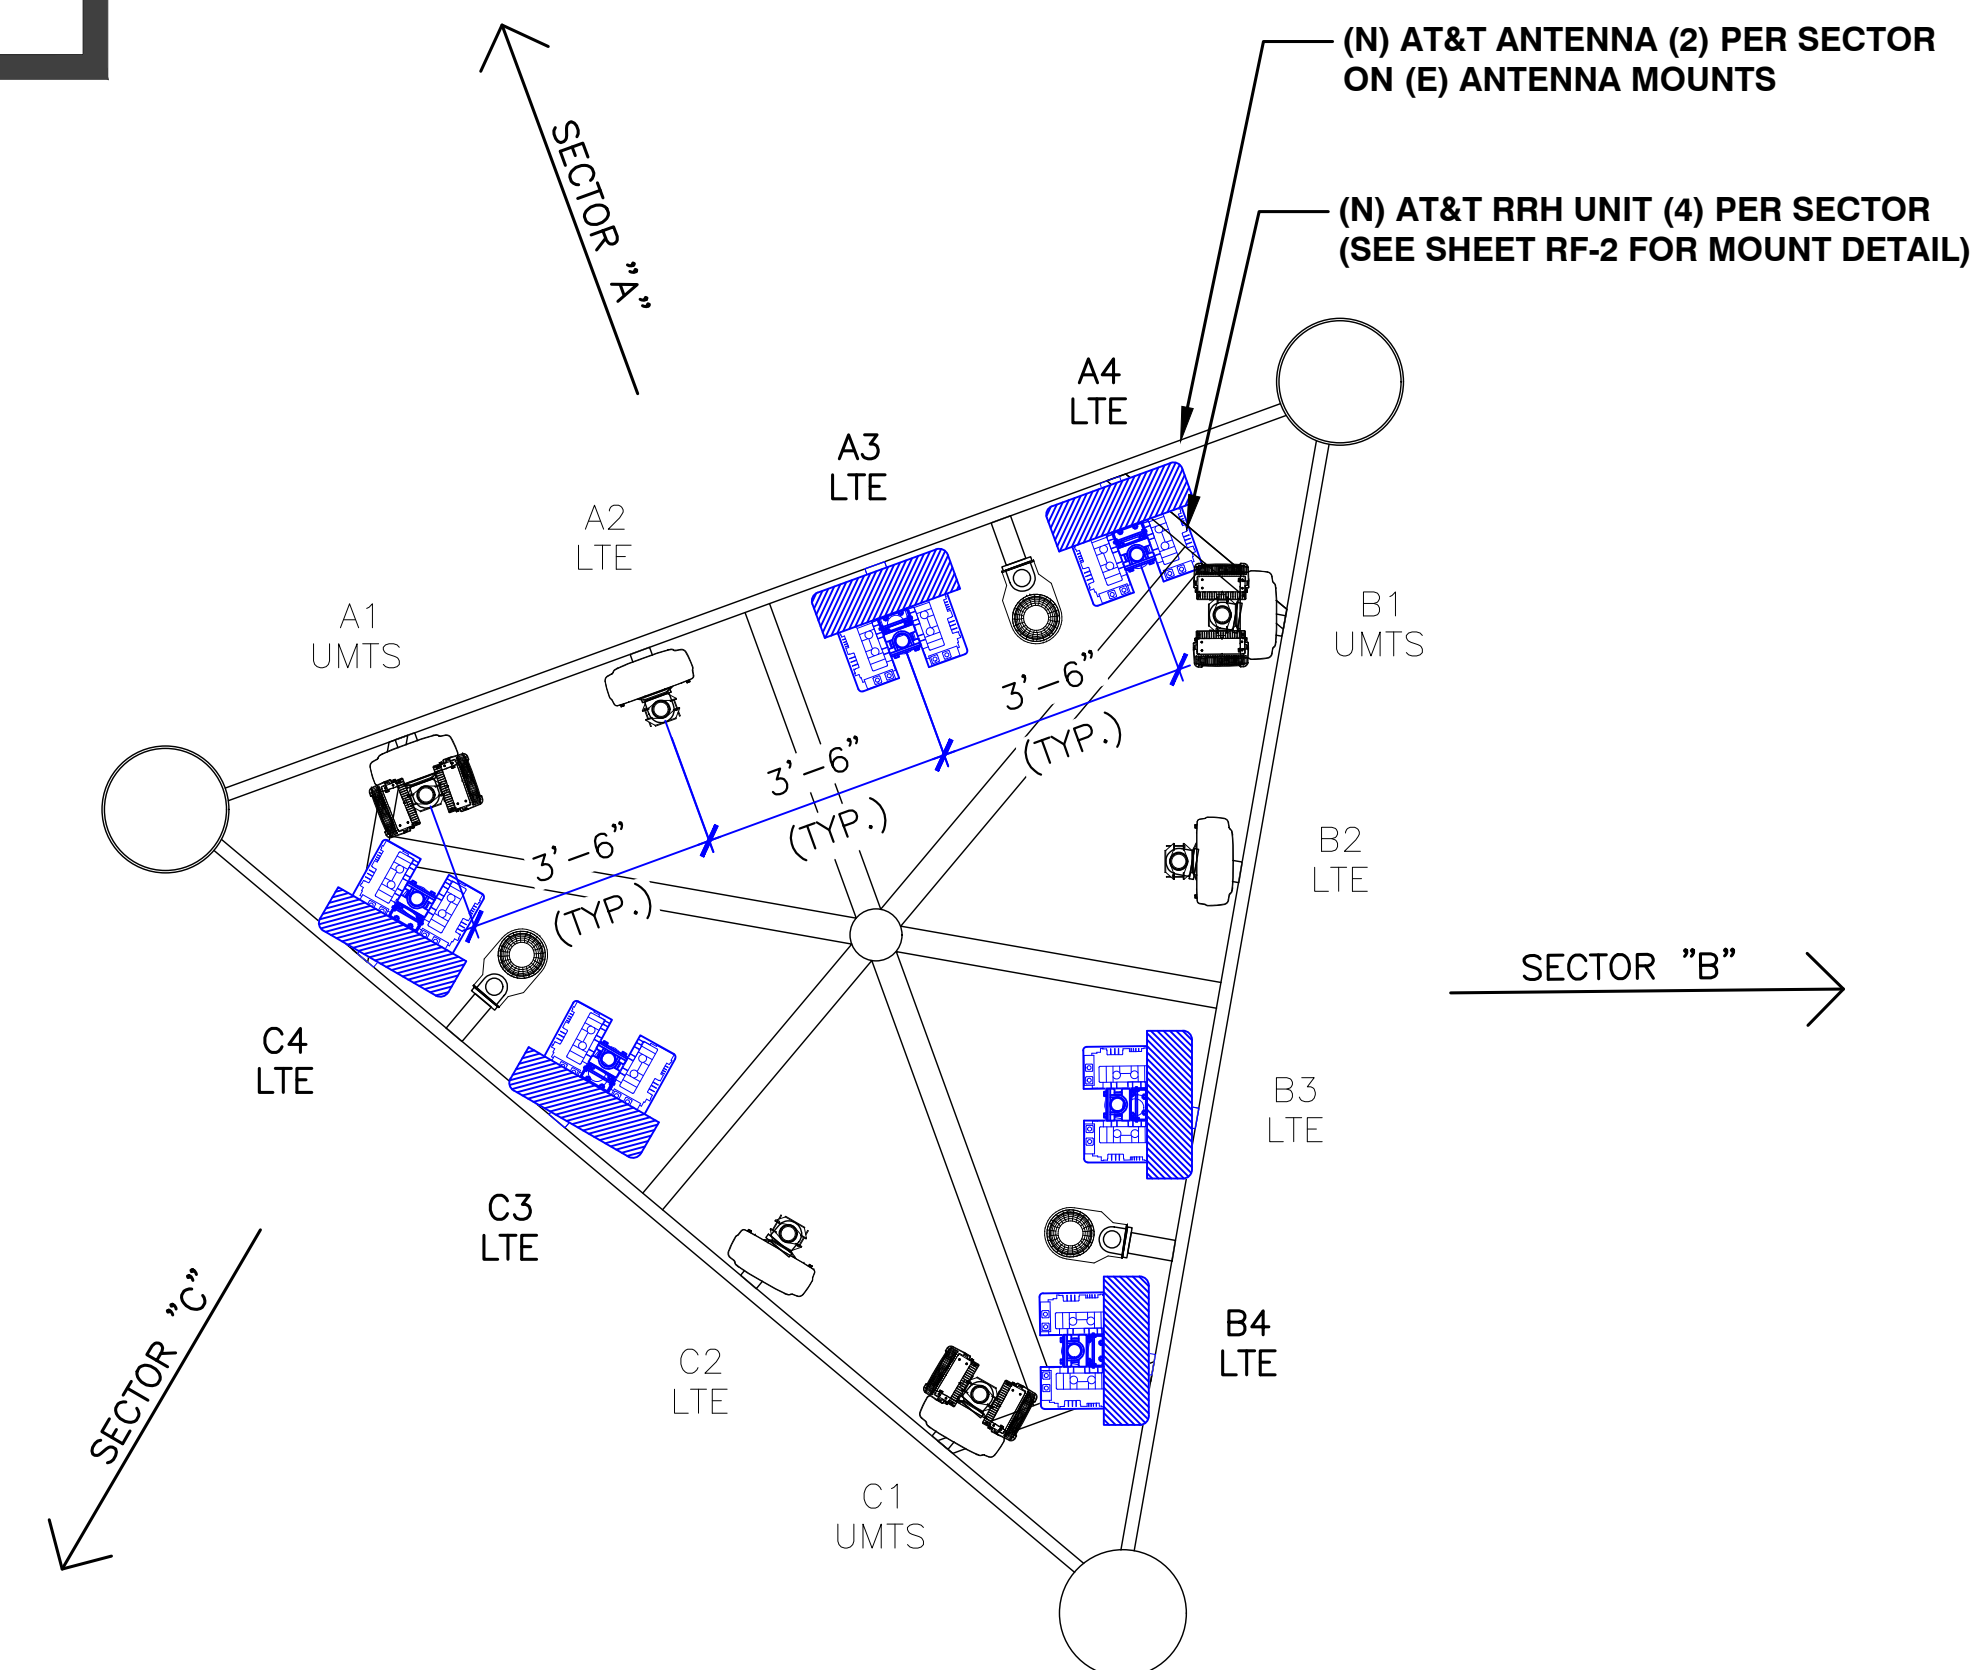 (N) AT&T ANTENNA (2) PER SECTOR
ON (E) ANTENNA MOUNTS
SECTOR "A"
(N) AT&T RRH UNIT (4) PER SECTOR
(SEE SHEET RF-2 FOR MOUNT DETAIL)
A4
LTE
A3
LTE
A2
LTE
A1
UMTS
B1
UMTS
3'-6"
(TYP.)
3'-6"
(TYP.)
3'-6"
(TYP.)
B2
LTE
SECTOR "B"
C4
LTE
B3
LTE
C3
LTE
SECTOR "C"
B4
LTE
C2
LTE
C1
UMTS